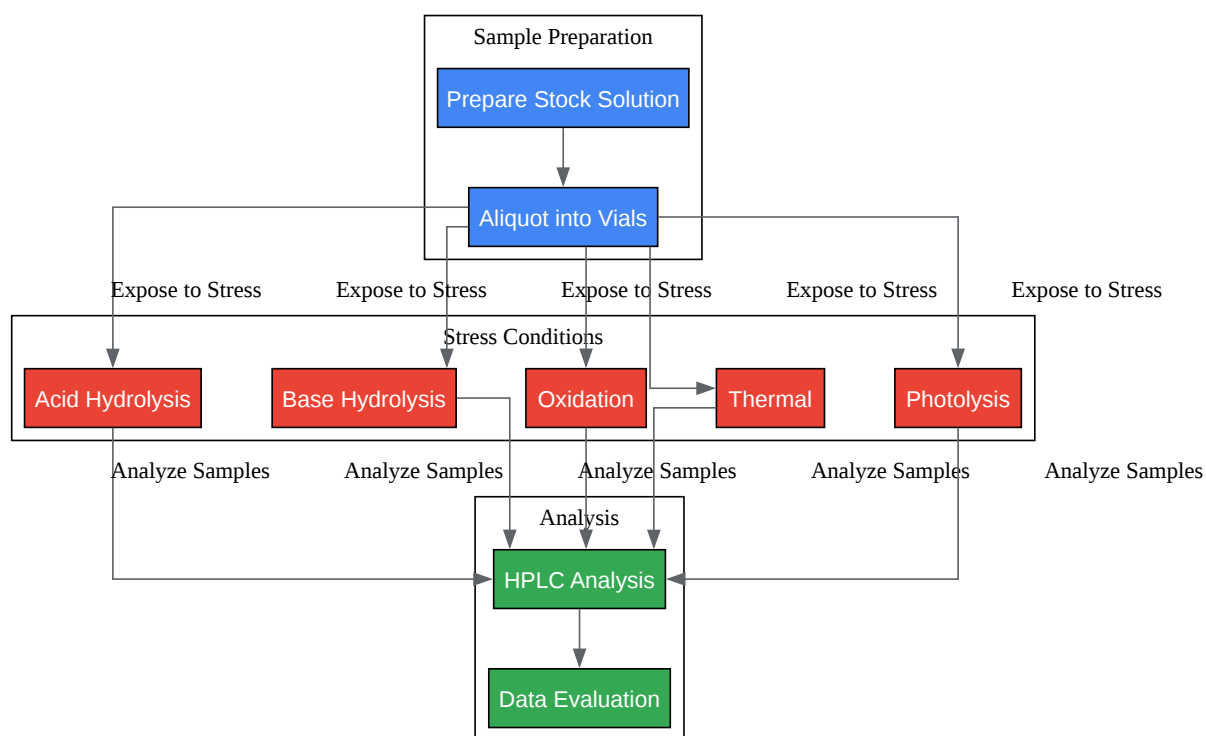 Sample Preparation
Prepare Stock Solution
Aliquot into Vials
Expose to Stress
Expose to Stress
Expose to Stress
Expose to Stress
Expose to Stress
Stress Conditions
Acid Hydrolysis
Base Hydrolysis
Oxidation
Thermal
Photolysis
Analyze Samples
Analyze Samples
Analyze Samples
Analyze Samples
Analyze Samples
Analysis
HPLC Analysis
Data Evaluation